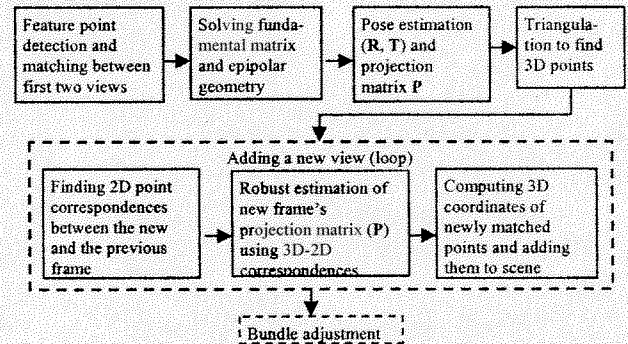 Feature point
detection and
matching between
first two views
Solving funda-
mental matrix
and epipolar
geometry
Pose estimation
(R, T) and
projection
matrix P
Triangula-
tion to find
3D points
Adding a new view (loop)
Finding 2D point
correspondences
between the new
and the previous
frame
Robust estimation of
new frame's
projection matrix (P)
using 3D-2D
correspondences
Computing 3D
coordinates of
newly matched
points and adding
them to scene
Bundle adjustment